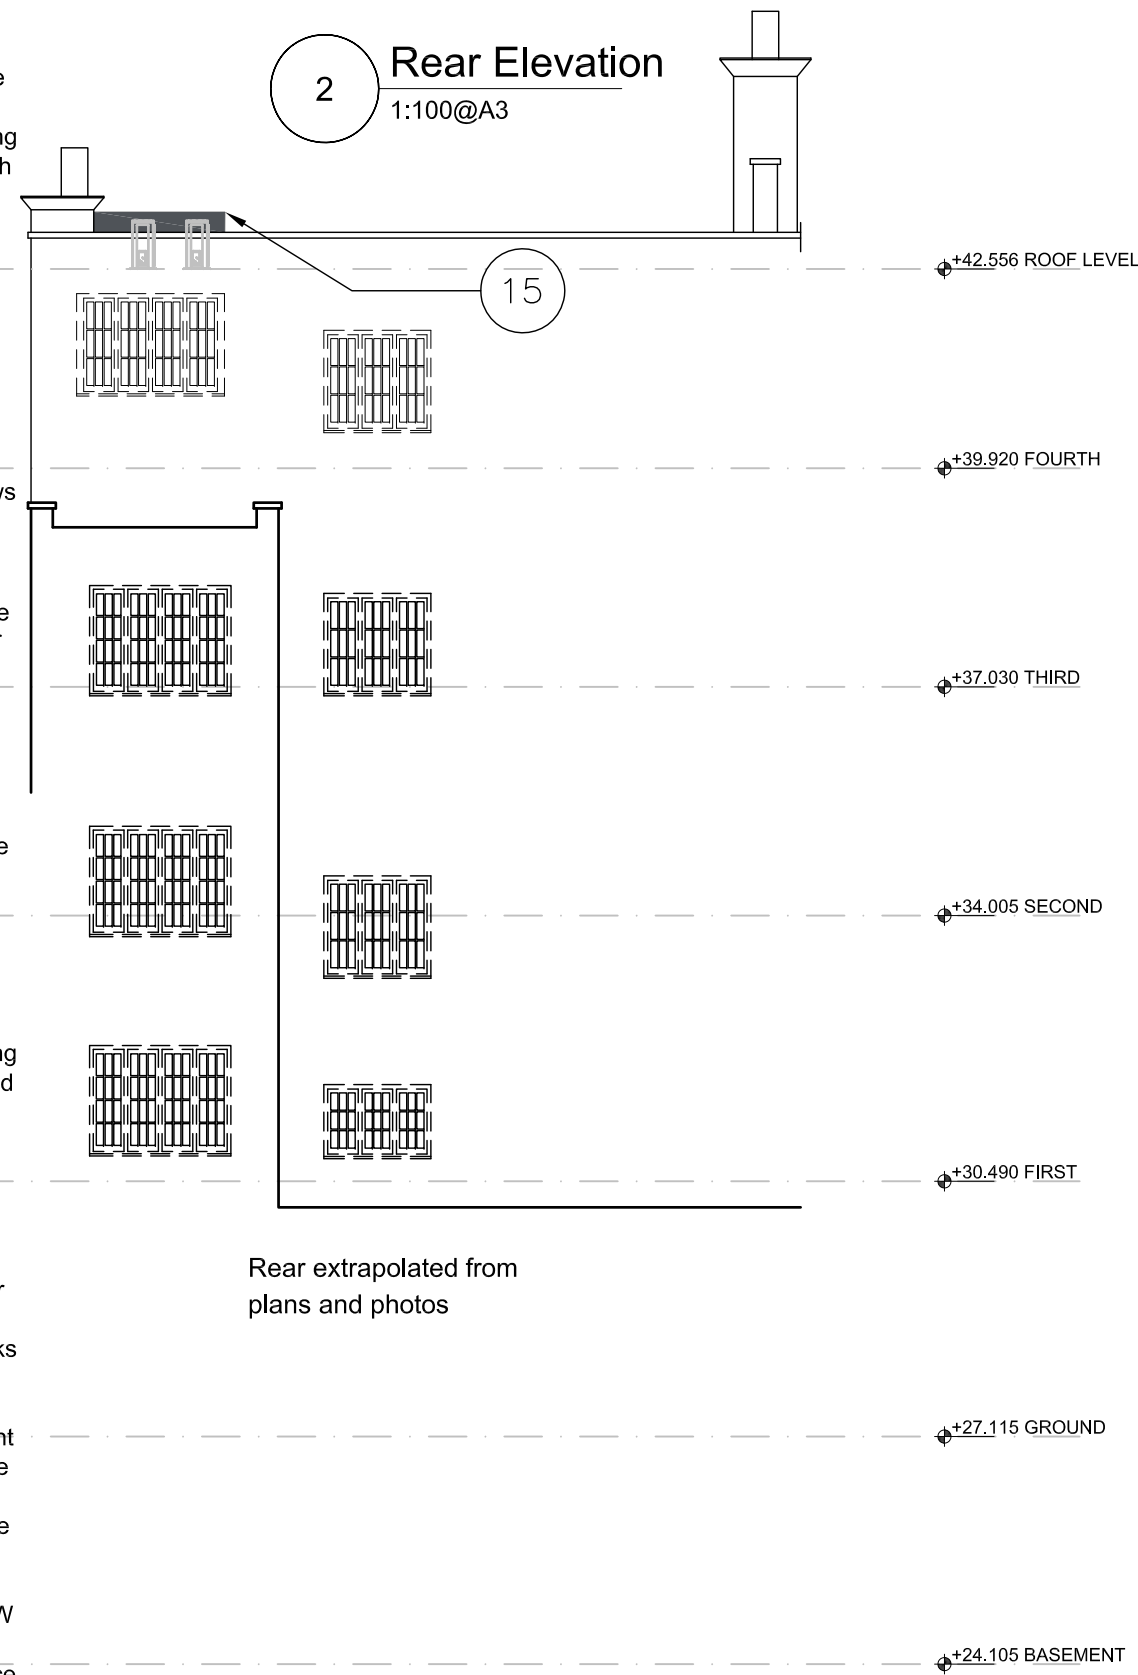 2
Rear Elevation
1:100@A3
15
+42.556 ROOF LEVEL
+39.920 FOURTH
+37.030 THIRD
+34.005 SECOND
+30.490 FIRST
Rear extrapolated from
plans and photos
+27.115 GROUND
+24.105 BASEMENT